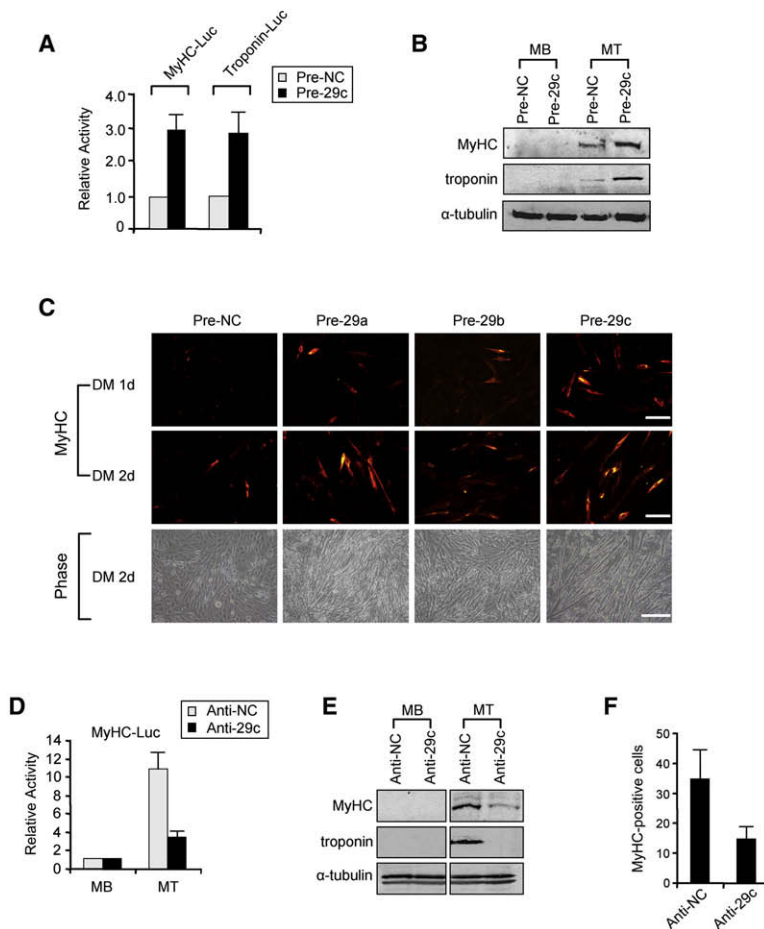 A
MyHC-Luc
Troponin-Luc
Pre-NC
Pre-29c
Relative Activity
4.0
3.0
2.0
1.0
0
B
MB
MT
Pre-NC
Pre-29c
Pre-NC
Pre-29c
MyHC
troponin
α-tubulin
C
Pre-NC
Pre-29a
Pre-29b
Pre-29c
MyHC
DM 1d
DM 2d
Phase
DM 2d
D
Anti-NC
Anti-29c
MyHC-Luc
Relative Activity
14
12
10
8
6
4
2
0
MB
MT
E
MB
MT
Anti-NC
Anti-29c
Anti-NC
Anti-29c
MyHC
troponin
α-tubulin
F
MyHC-positive cells
50
40
30
20
10
0
Anti-NC
Anti-29c